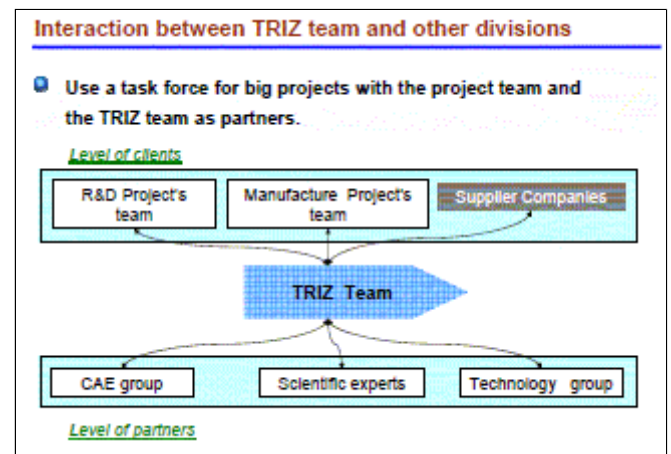 Interaction between TRIZ team and other divisions
Use a task force for big projects with the project team and
the TRIZ team as partners.
Level of clients
R&D Project's
team
Manufacture Project's
team
Supplier Companies
TRIZ Team
CAE group
Scientific experts
Technology group
Level of partners